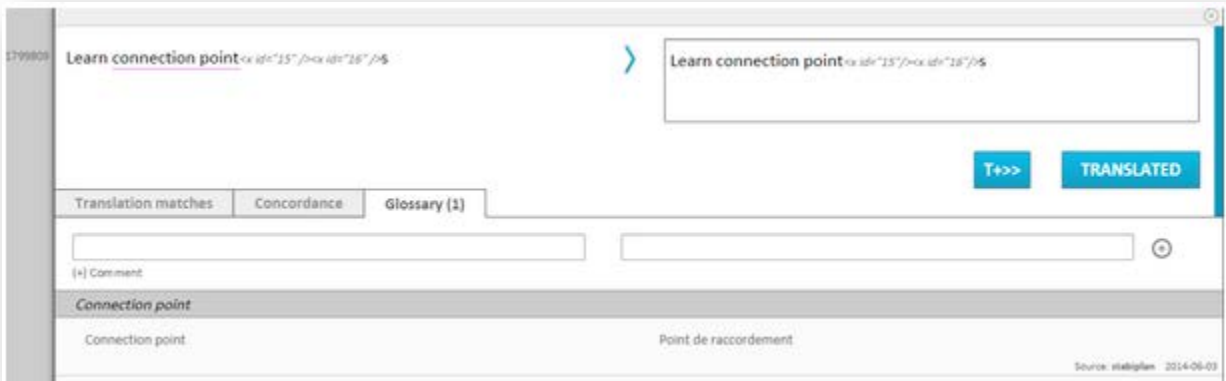 1799809
Learn connection point<x id="15"/><x id="16"/>s
Learn connection point<x id="15"/><x id="16"/>s
T+>>
TRANSLATED
Translation matches
Concordance
Glossary (1)
(+) Comment
Connection point
Connection point
Point de raccordement
Source: stabiplan 2014-06-03